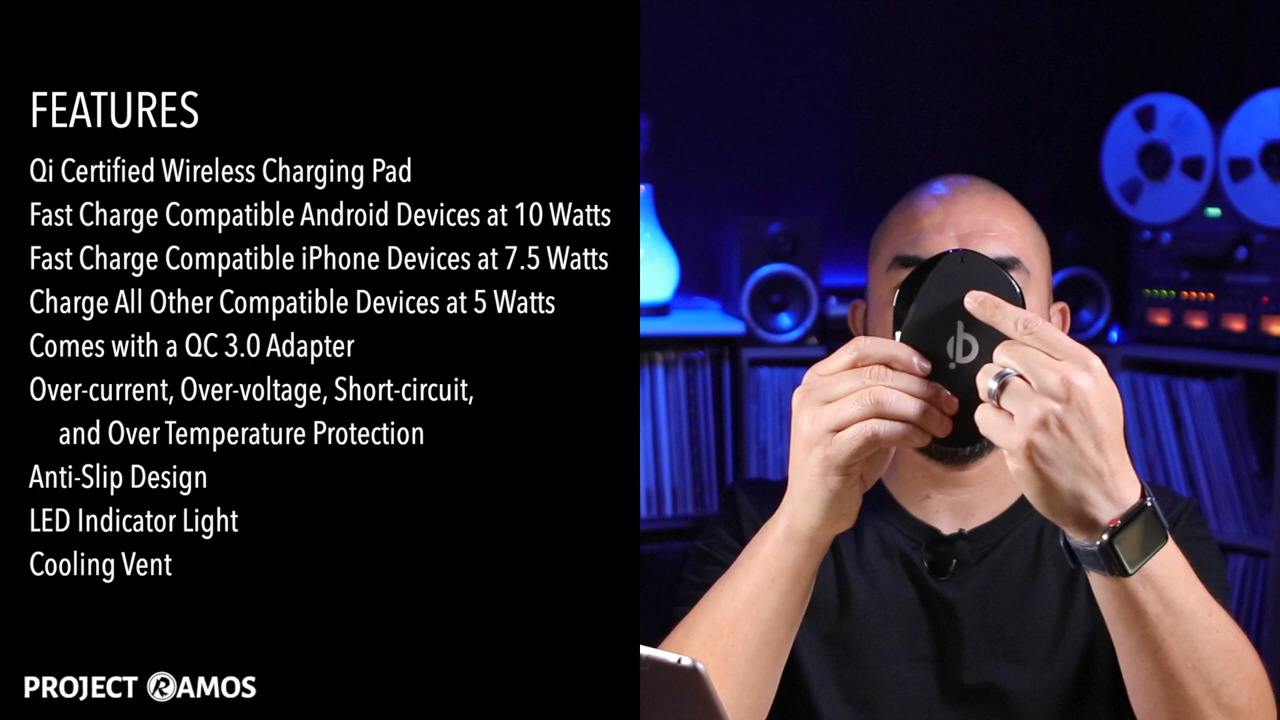 FEATURES
Qi Certified Wireless Charging Pad
Fast Charge Compatible Android Devices at 10 Watts
Fast Charge Compatible iPhone Devices at 7.5 Watts
Charge All Other Compatible Devices at 5 Watts
Comes with a QC 3.0 Adapter
Over-current, Over-voltage, Short-circuit,
and Over Temperature Protection
Anti-Slip Design
LED Indicator Light
Cooling Vent
PROJECT RAMOS